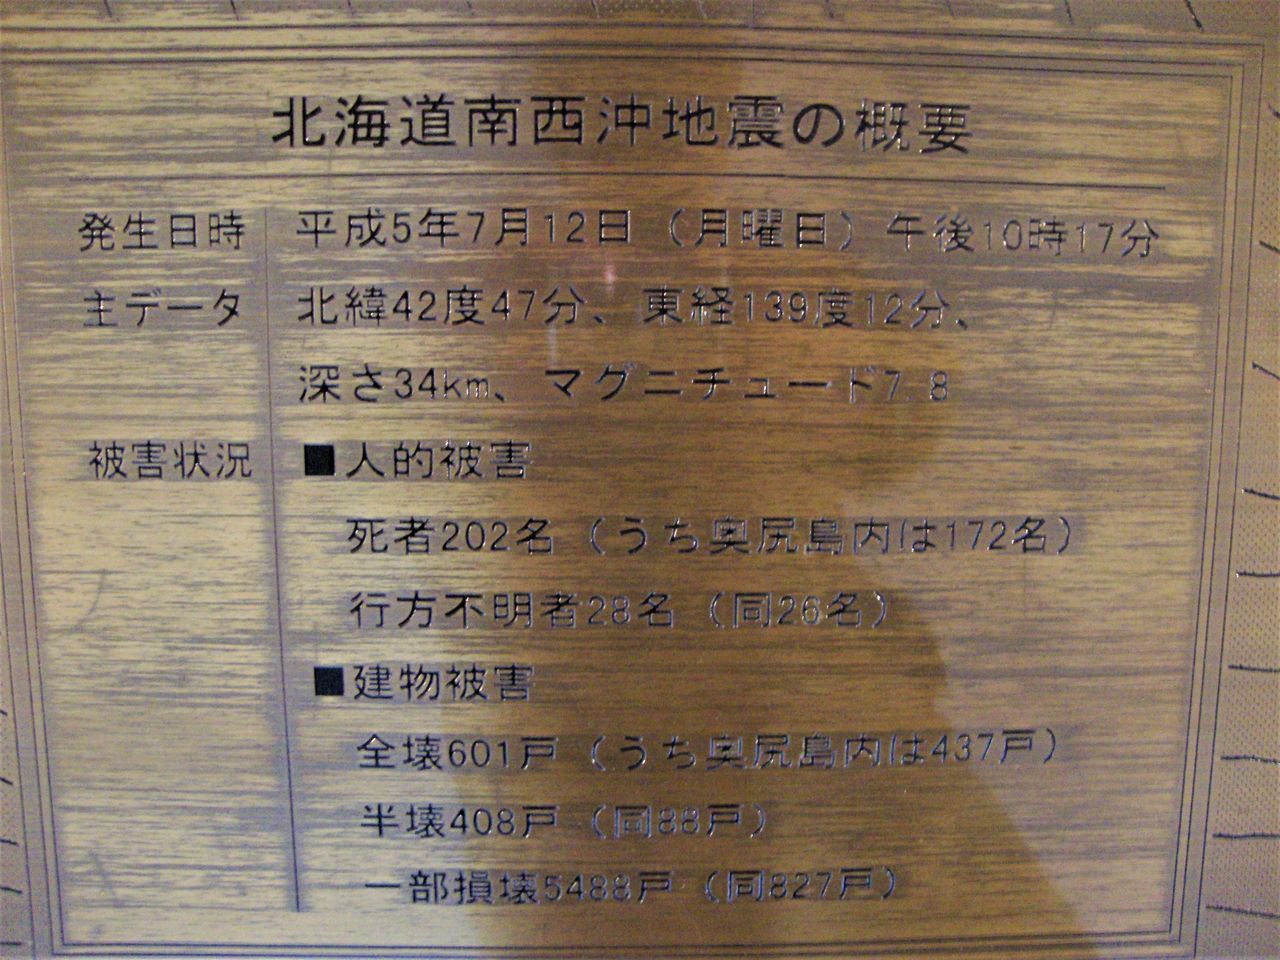 北海道南西沖地震の概要
発生日時 平成5年7月12日（月曜日）午後10時17分
主データ 北緯42度47分、東経139度12分、
深さ34km、マグニチュード7.8
被害状況 ■人的被害
死者202名（うち奥尻島内は172名）
行方不明者28名（同26名）
■建物被害
全壊601戸（うち奥尻島内は437戸）
半壊408戸（同88戸）
一部損壊5488戸（同827戸）